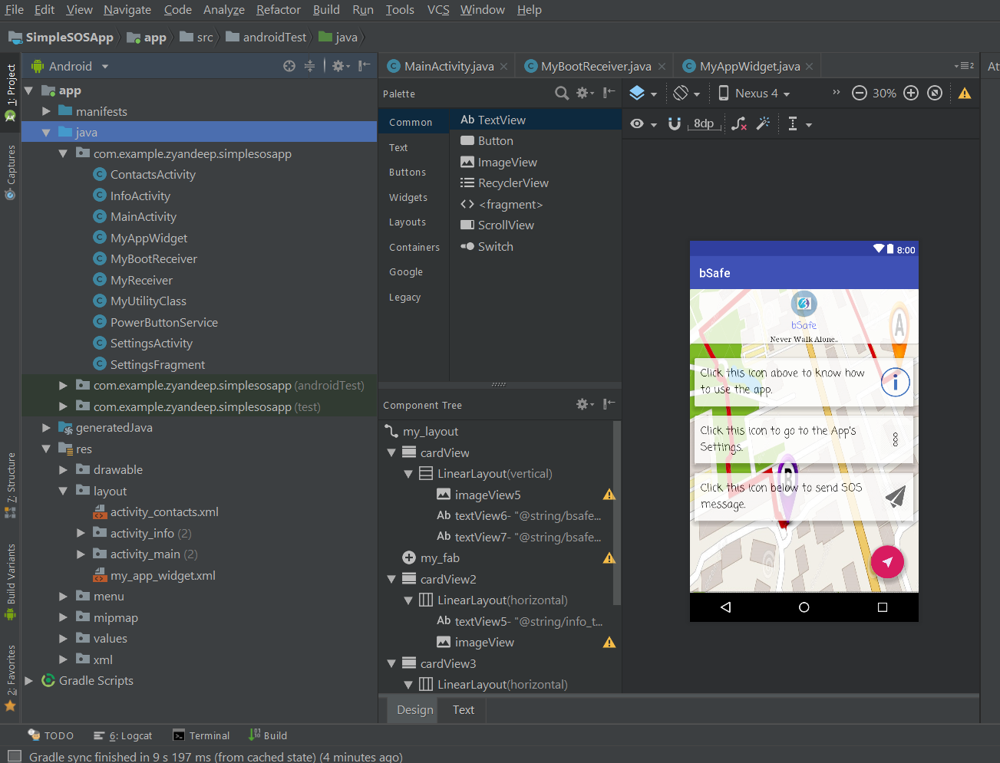 File Edit View Navigate Code Analyze Refactor Build Run Tools VCS Window Help
SimpleSOSApp app src androidTest java
1: Project
Captures
7: Structure
Build Variants
2: Favorites
Android
app
manifests
java
com.example.zyandeep.simplesosapp
ContactsActivity
InfoActivity
MainActivity
MyAppWidget
MyBootReceiver
MyReceiver
MyUtilityClass
PowerButtonService
SettingsActivity
SettingsFragment
com.example.zyandeep.simplesosapp (androidTest)
com.example.zyandeep.simplesosapp (test)
generatedJava
res
drawable
layout
activity_contacts.xml
activity_info (2)
activity_main (2)
my_app_widget.xml
menu
mipmap
values
xml
Gradle Scripts
MainActivity.java MyBootReceiver.java MyAppWidget.java 2 At
Palette
Common
Text
Buttons
Widgets
Layouts
Containers
Google
Legacy
Ab TextView
Button
ImageView
RecyclerView
<fragment>
ScrollView
Switch
Nexus 4 » 30%
8dp
Component Tree
my_layout
cardView
LinearLayout(vertical)
imageView5
Ab textView6- "@string/bsafe...
Ab textView7- "@string/bsafe...
my_fab
cardView2
LinearLayout(horizontal)
Ab textView5- "@string/info_t...
imageView
cardView3
LinearLayout(horizontal)
Design Text
8:00
bSafe
bSafe
Never Walk Alone..
A
Click this icon above to know how
to use the app.
i
Click this icon to go to the App's
Settings.
B
Click this icon below to send SOS
message.
TODO 6: Logcat Terminal Build
Gradle sync finished in 9 s 197 ms (from cached state) (4 minutes ago)